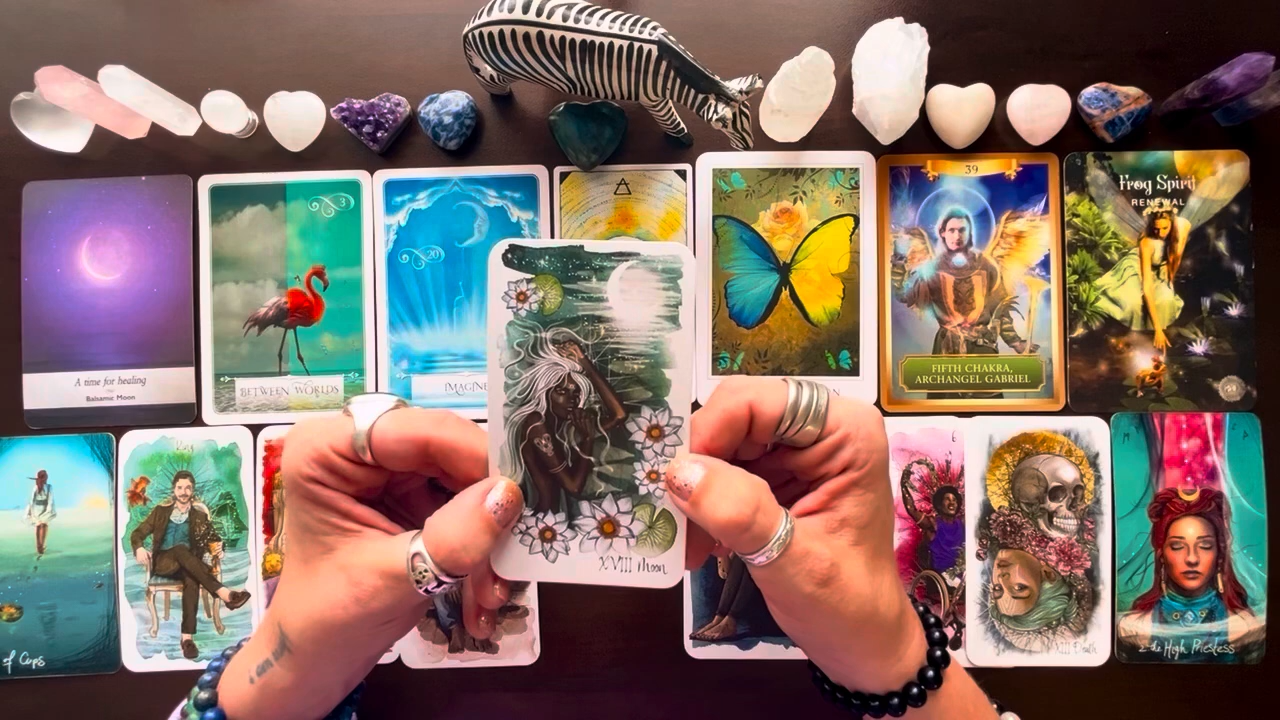 A time for healing
Balsamic Moon
3
BETWEEN WORLDS
20
IMAGINE
39
FIFTH CHAKRA,
ARCHANGEL GABRIEL
Frog Spirit
RENEWAL
of Cups
King
XVIII Moon
XIII Death
2 the High Priestess